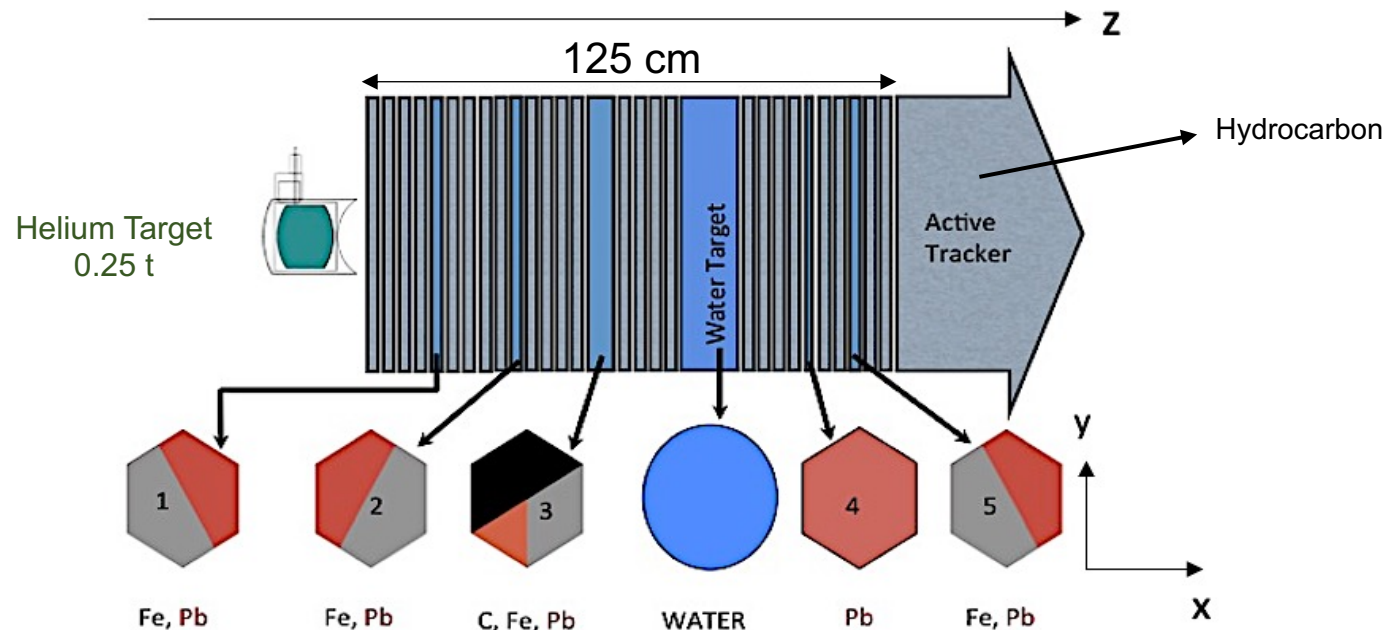 Z
125 cm
Hydrocarbon
Helium Target
0.25 t
Water Target
Active
Tracker
y
1
2
3
4
5
X
Fe, Pb
Fe, Pb
C, Fe, Pb
WATER
Pb
Fe, Pb